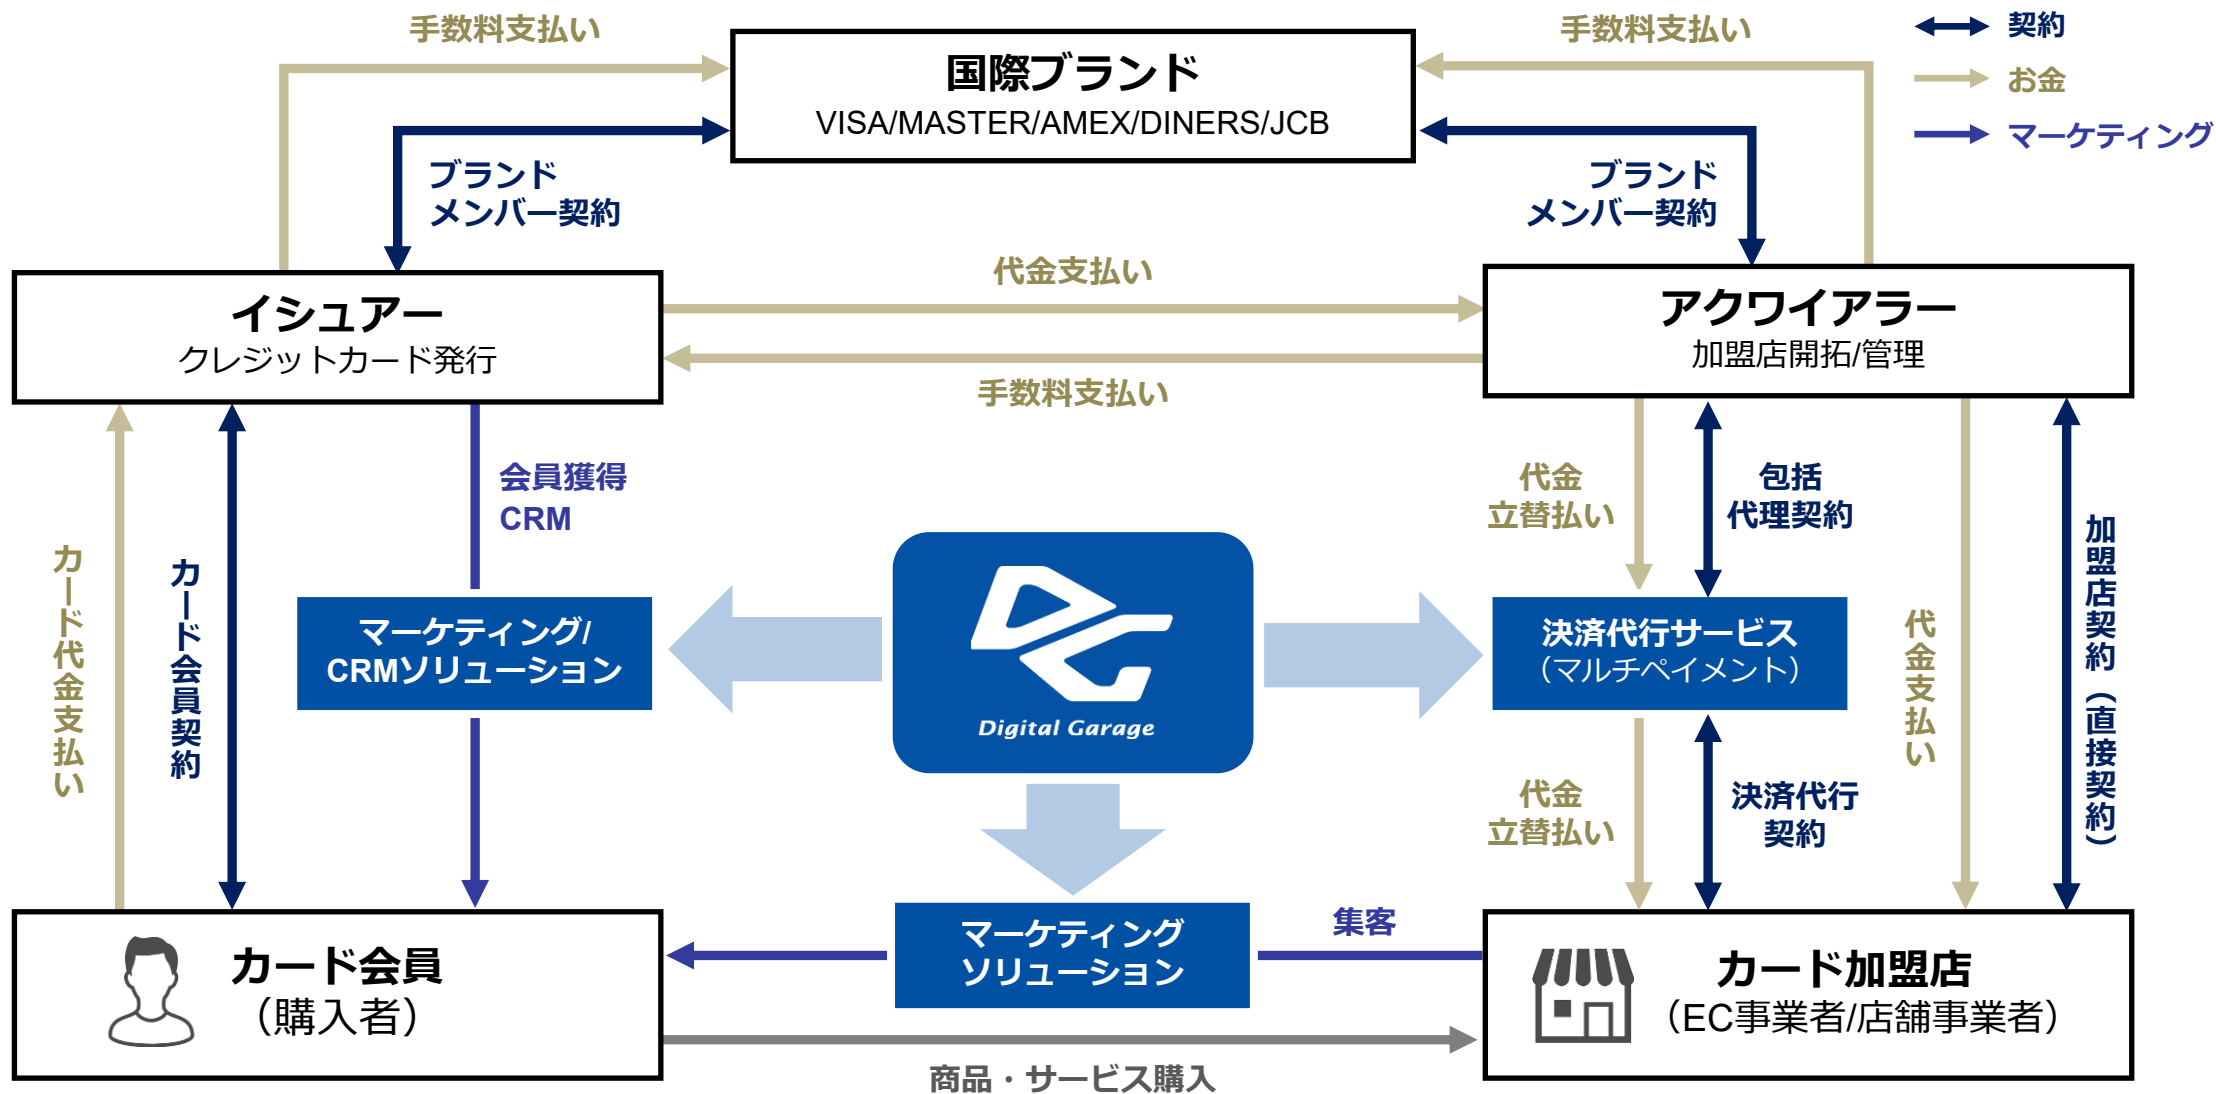 手数料支払い
国際ブランド
VISA/MASTER/AMEX/DINERS/JCB
手数料支払い
契約
お金
マーケティング
ブランド
メンバー契約
ブランド
メンバー契約
イシュアー
クレジットカード発行
代金支払い
手数料支払い
アクワイアラー
加盟店開拓/管理
カード代金支払い
カード会員契約
会員獲得
CRM
マーケティング/
CRMソリューション
Digital Garage
代金
立替払い
包括
代理契約
決済代行サービス
（マルチペイメント）
代金
立替払い
決済代行
契約
代金支払い
加盟店契約（直接契約）
カード会員
（購入者）
マーケティング
ソリューション
集客
カード加盟店
（EC事業者/店舗事業者）
商品・サービス購入